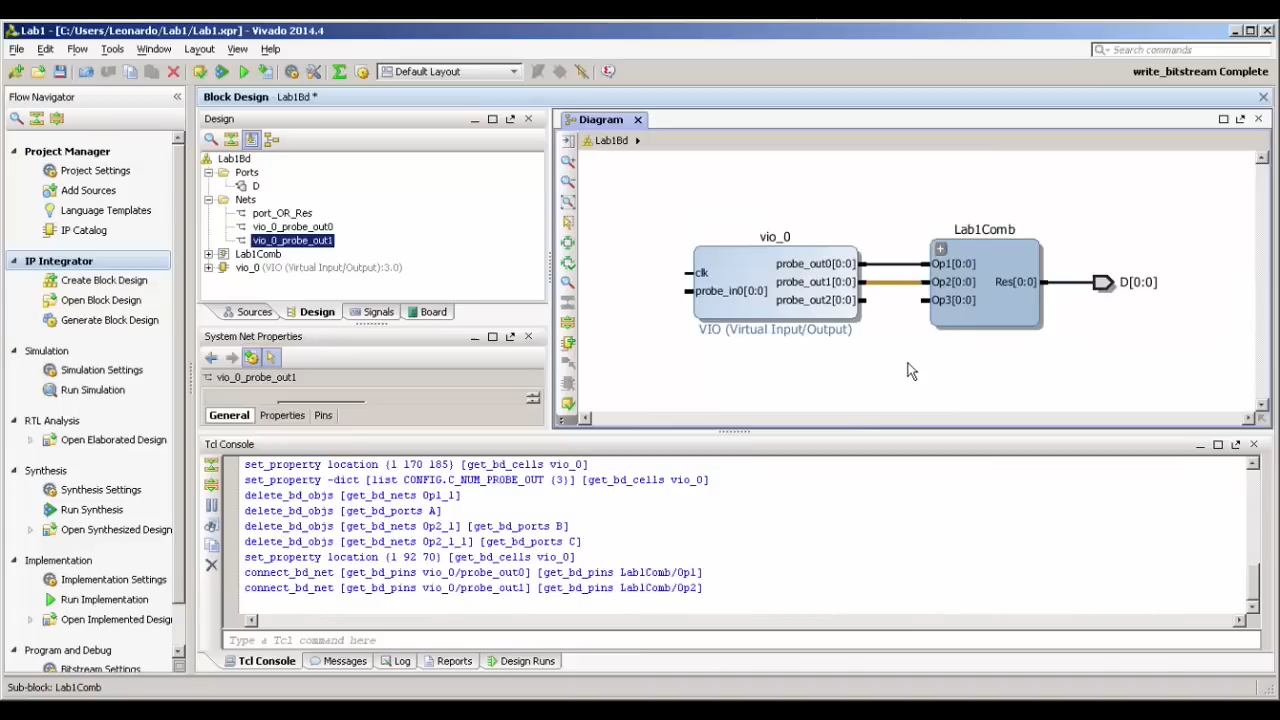 Lab1 - [C:/Users/Leonardo/Lab1/Lab1.xpr] - Vivado 2014.4
File Edit Flow Tools Window Layout View Help
Search commands
Default Layout
write_bitstream Complete
Flow Navigator
Project Manager
Project Settings
Add Sources
Language Templates
IP Catalog
IP Integrator
Create Block Design
Open Block Design
Generate Block Design
Simulation
Simulation Settings
Run Simulation
RTL Analysis
Open Elaborated Design
Synthesis
Synthesis Settings
Run Synthesis
Open Synthesized Design
Implementation
Implementation Settings
Run Implementation
Open Implemented Desig
Program and Debug
Bitstream Settings
Block Design - Lab1Bd *
Design
Lab1Bd
Ports
D
Nets
port_OR_Res
vio_0_probe_out0
vio_0_probe_out1
Lab1Comb
vio_0 (VIO (Virtual Input/Output):3.0)
Sources Design Signals Board
System Net Properties
vio_0_probe_out1
General Properties Pins
Diagram
Lab1Bd
vio_0
clk
probe_in0[0:0]
probe_out0[0:0]
probe_out1[0:0]
probe_out2[0:0]
VIO (Virtual Input/Output)
Lab1Comb
Op1[0:0]
Op2[0:0]
Op3[0:0]
Res[0:0]
D[0:0]
Tcl Console
set_property location {1 170 185} [get_bd_cells vio_0]
set_property -dict [list CONFIG.C_NUM_PROBE_OUT {3}] [get_bd_cells vio_0]
delete_bd_objs [get_bd_nets Op1_1]
delete_bd_objs [get_bd_ports A]
delete_bd_objs [get_bd_nets Op2_1] [get_bd_ports B]
delete_bd_objs [get_bd_nets Op2_1_1] [get_bd_ports C]
set_property location {1 92 70} [get_bd_cells vio_0]
connect_bd_net [get_bd_pins vio_0/probe_out0] [get_bd_pins Lab1Comb/Op1]
connect_bd_net [get_bd_pins vio_0/probe_out1] [get_bd_pins Lab1Comb/Op2]
Type a Tcl command here
Tcl Console Messages Log Reports Design Runs
Sub-block: Lab1Comb